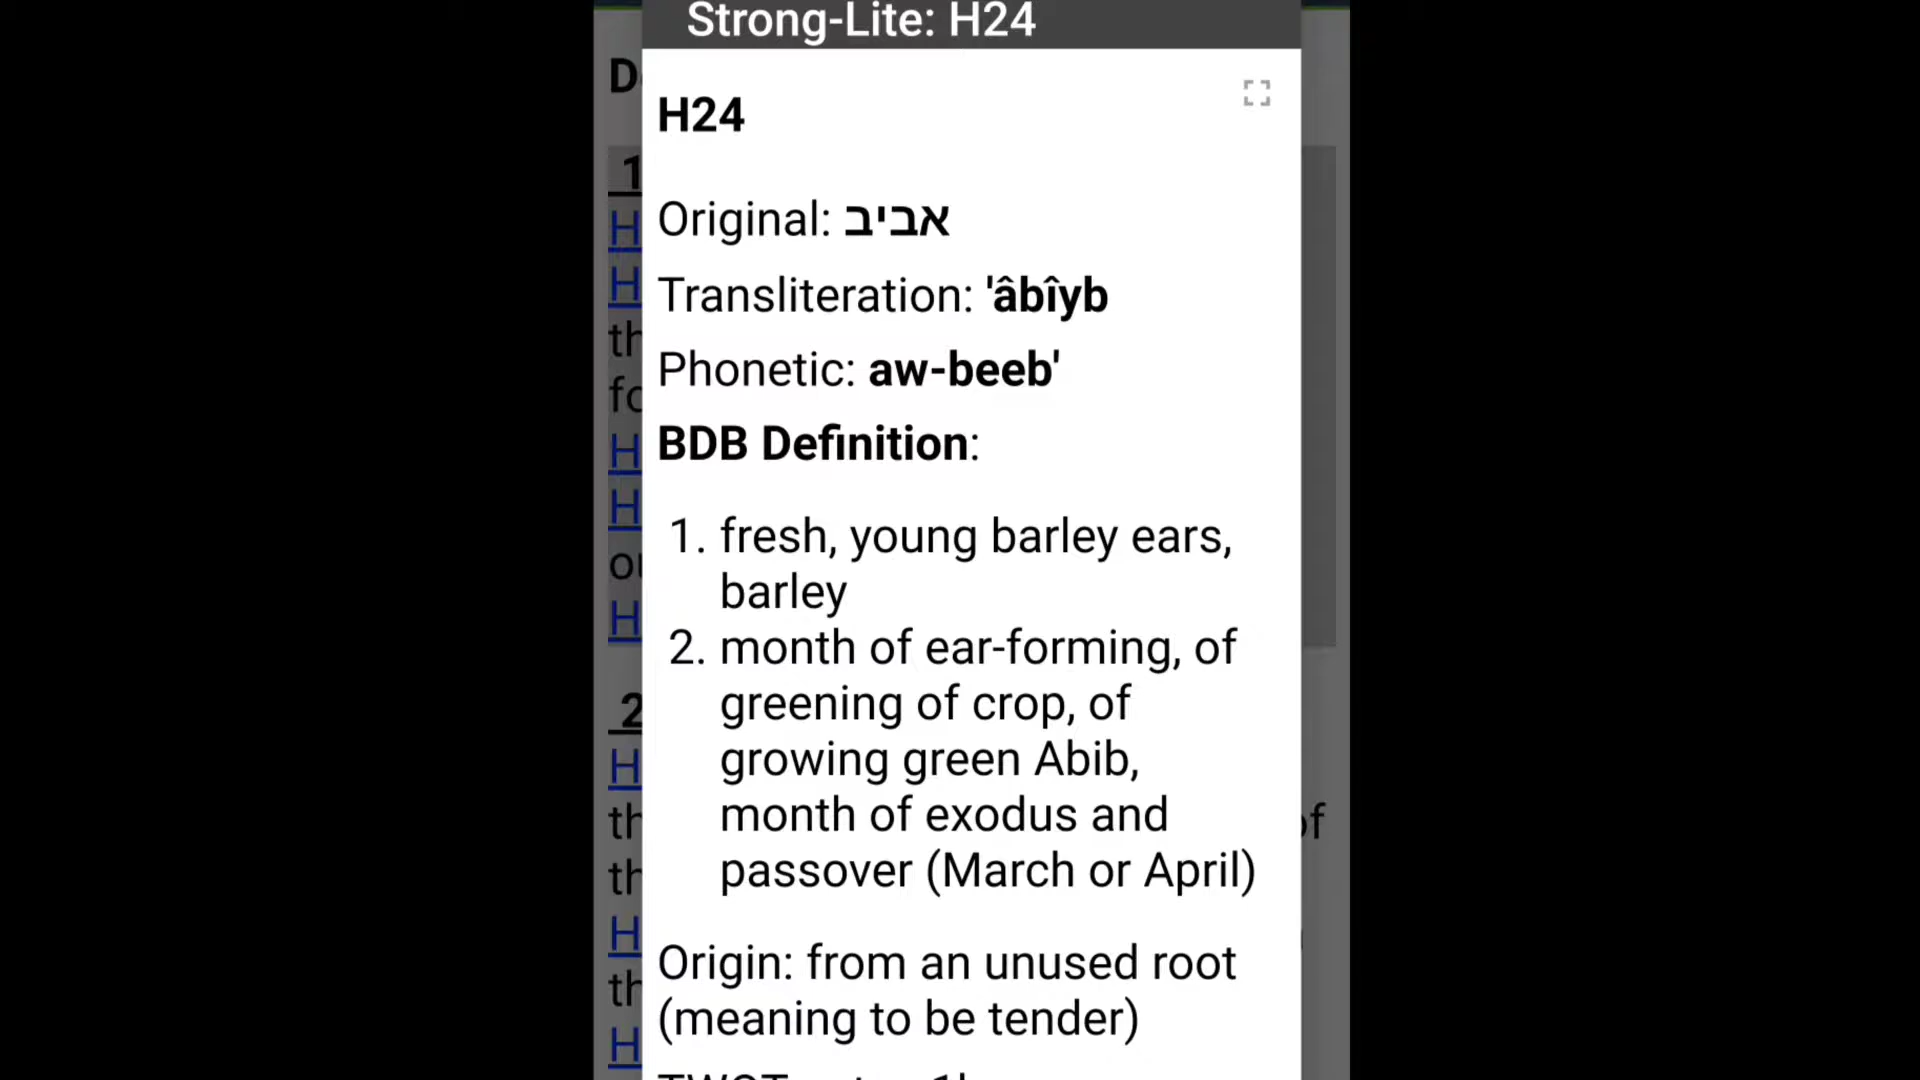 Strong-Lite: H24
H24
Original: אביב
Transliteration: 'âbîyb
Phonetic: aw-beeb'
BDB Definition:
1. fresh, young barley ears,
barley
2. month of ear-forming, of
greening of crop, of
growing green Abib,
month of exodus and
passover (March or April)
Origin: from an unused root
(meaning to be tender)